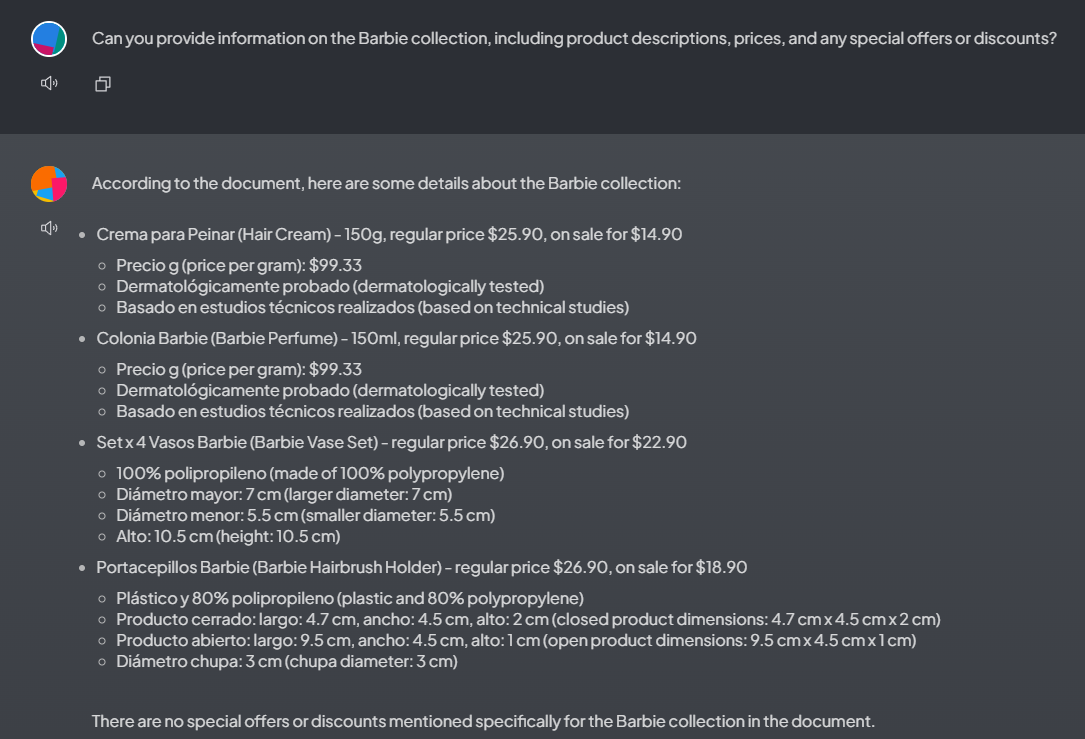 Can you provide information on the Barbie collection, including product descriptions, prices, and any special offers or discounts?
According to the document, here are some details about the Barbie collection:
Crema para Peinar (Hair Cream) - 150g, regular price $25.90, on sale for $14.90
Precio g (price per gram): $99.33
Dermatológicamente probado (dermatologically tested)
Basado en estudios técnicos realizados (based on technical studies)
Colonia Barbie (Barbie Perfume) - 150ml, regular price $25.90, on sale for $14.90
Precio g (price per gram): $99.33
Dermatológicamente probado (dermatologically tested)
Basado en estudios técnicos realizados (based on technical studies)
Set x 4 Vasos Barbie (Barbie Vase Set) - regular price $26.90, on sale for $22.90
100% polipropileno (made of 100% polypropylene)
Diámetro mayor: 7 cm (larger diameter: 7 cm)
Diámetro menor: 5.5 cm (smaller diameter: 5.5 cm)
Alto: 10.5 cm (height: 10.5 cm)
Portacepillos Barbie (Barbie Hairbrush Holder) - regular price $26.90, on sale for $18.90
Plástico y 80% polipropileno (plastic and 80% polypropylene)
Producto cerrado: largo: 4.7 cm, ancho: 4.5 cm, alto: 2 cm (closed product dimensions: 4.7 cm x 4.5 cm x 2 cm)
Producto abierto: largo: 9.5 cm, ancho: 4.5 cm, alto: 1 cm (open product dimensions: 9.5 cm x 4.5 cm x 1 cm)
Diámetro chupa: 3 cm (chupa diameter: 3 cm)
There are no special offers or discounts mentioned specifically for the Barbie collection in the document.